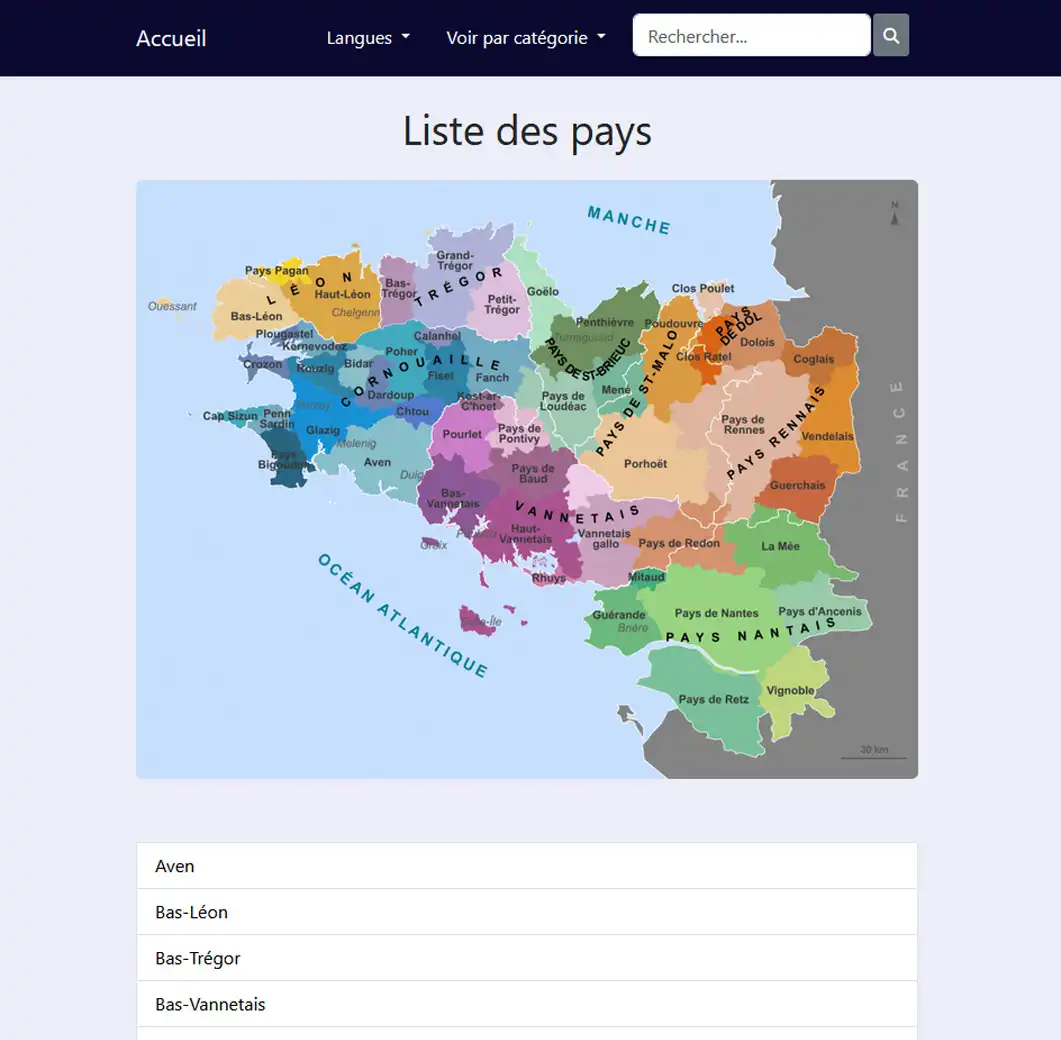 Accueil
Langues
Voir par catégorie
Rechercher...
Liste des pays
MANCHE
N
Pays Pagan
LÉON
Haut-Léon
Bas-Léon
Chelgenn
Ouessant
Grand-
Trégor
Bas-
Trégor
TRÉGOR
Petit-
Trégor
Goëlo
Clos Poulet
Penthièvre
Poudouvre
PAYS
DE DOL
Dolois
Clos Ratel
Coglais
Plougastel
Kernevodez
Crozon
Rouzig
Bidar
Poher
Calanhel
CORNOUAILLE
Fisel
Fanch
Dardoup
Kost-ar-
C'hoet
Chtou
PAYS DE ST-BRIEUC
Mené
Pays de
Loudéac
PAYS DE ST-MALO
Cap Sizun
Penn
Sardin
Glazig
Melenig
Aven
Duig
Pays
Bigouden
Pourlet
Pays de
Pontivy
Pays de
Baud
Porhoët
Pays de
Rennes
PAYS RENNAIS
Vendelais
Guerchais
FRANCE
Bas-
Vannetais
VANNETAIS
Haut-
Vannetais
Vannetais
gallo
Groix
Rhuys
Pays de Redon
La Mée
Mitaud
OCÉAN ATLANTIQUE
Belle-Île
Guérande
Brière
Pays de Nantes
Pays d'Ancenis
PAYS NANTAIS
Pays de Retz
Vignoble
30 km
Aven
Bas-Léon
Bas-Trégor
Bas-Vannetais